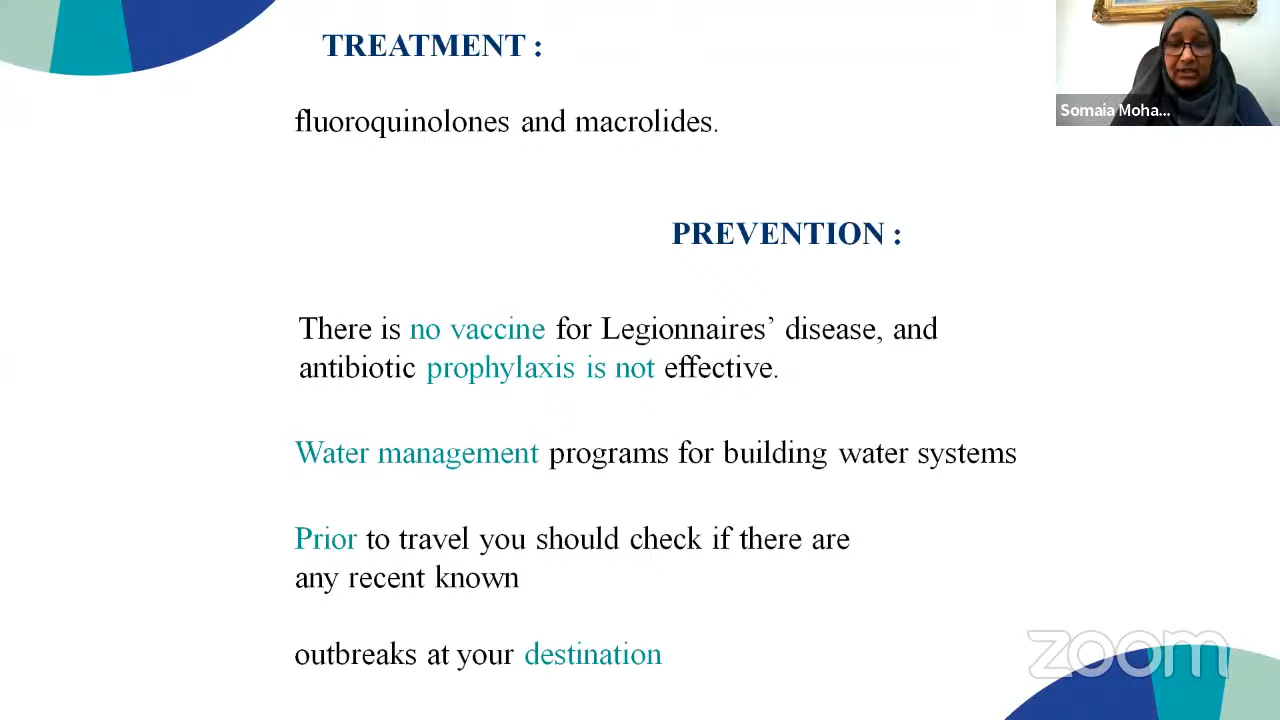 TREATMENT :
Somaia Moha...
fluoroquinolones and macrolides.
PREVENTION :
There is no vaccine for Legionnaires’ disease, and
antibiotic prophylaxis is not effective.
Water management programs for building water systems
Prior to travel you should check if there are
any recent known
outbreaks at your destination
zoom